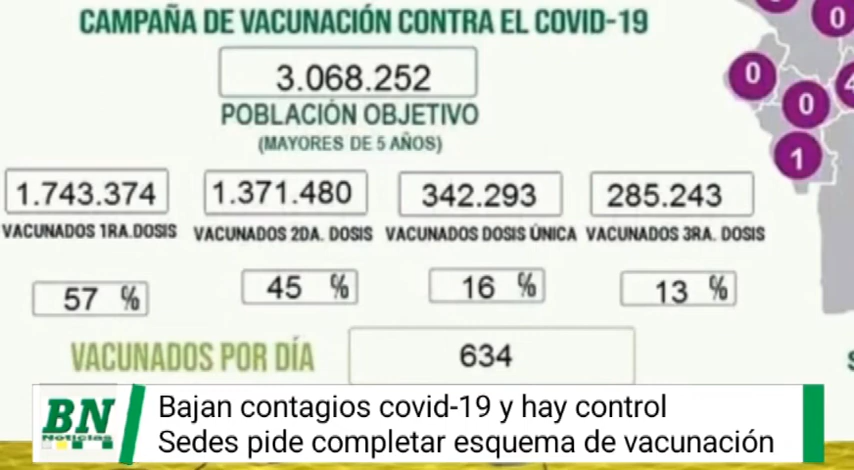 CAMPAÑA DE VACUNACIÓN CONTRA EL COVID-19
3.068.252
POBLACIÓN OBJETIVO
(MAYORES DE 5 AÑOS)
0
0
0
1
1.743.374 1.371.480 342.293 285.243
VACUNADOS 1RA.DOSIS VACUNADOS 2DA. DOSIS VACUNADOS DOSIS ÚNICA VACUNADOS 3RA. DOSIS
57 % 45 % 16 % 13 %
VACUNADOS POR DÍA 634
BN
Noticias
Bajan contagios covid-19 y hay control
Sedes pide completar esquema de vacunación